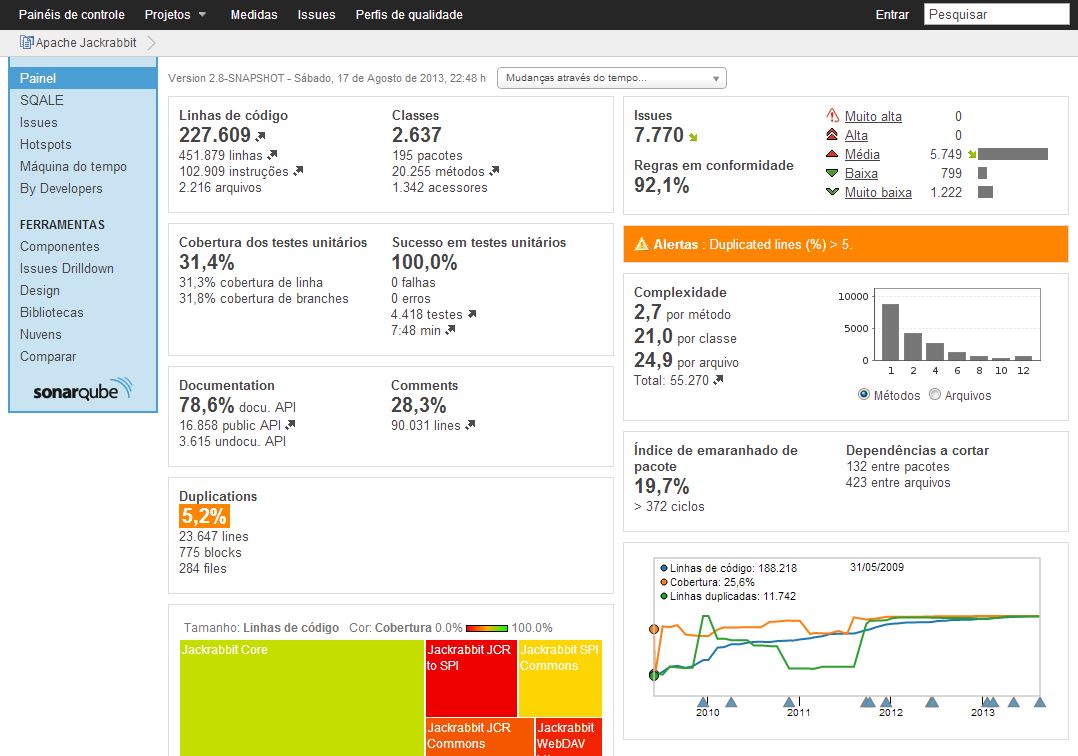 Painéis de controle Projetos Medidas Issues Perfis de qualidade Entrar Pesquisar
Apache Jackrabbit
Painel
SQALE
Issues
Hotspots
Máquina do tempo
By Developers
FERRAMENTAS
Componentes
Issues Drilldown
Design
Bibliotecas
Nuvens
Comparar
sonarqube
Version 2.8-SNAPSHOT - Sábado, 17 de Agosto de 2013, 22:48 h Mudanças através do tempo...
Linhas de código
227.609
451.879 linhas
102.909 instruções
2.216 arquivos
Classes
2.637
195 pacotes
20.255 métodos
1.342 acessores
Cobertura dos testes unitários
31,4%
31,3% cobertura de linha
31,8% cobertura de branches
Sucesso em testes unitários
100,0%
0 falhas
0 erros
4.418 testes
7:48 min
Documentation
78,6% docu. API
16.858 public API
3.615 undocu. API
Comments
28,3%
90.031 lines
Duplications
5,2%
23.647 lines
775 blocks
284 files
Tamanho: Linhas de código Cor: Cobertura 0.0% 100.0%
Jackrabbit Core
Jackrabbit JCR
to SPI
Jackrabbit SPI
Commons
Jackrabbit JCR
Commons
Jackrabbit
WebDAV
Issues
7.770
Regras em conformidade
92,1%
Muito alta 0
Alta 0
Média 5.749
Baixa 799
Muito baixa 1.222
Alertas : Duplicated lines (%) > 5.
Complexidade
2,7 por método
21,0 por classe
24,9 por arquivo
Total: 55.270
10000
5000
0
1 2 4 6 8 10 12
Métodos Arquivos
Índice de emaranhado de
pacote
19,7%
> 372 ciclos
Dependências a cortar
132 entre pacotes
423 entre arquivos
Linhas de código: 188.218 31/05/2009
Cobertura: 25,6%
Linhas duplicadas: 11.742
2010 2011 2012 2013